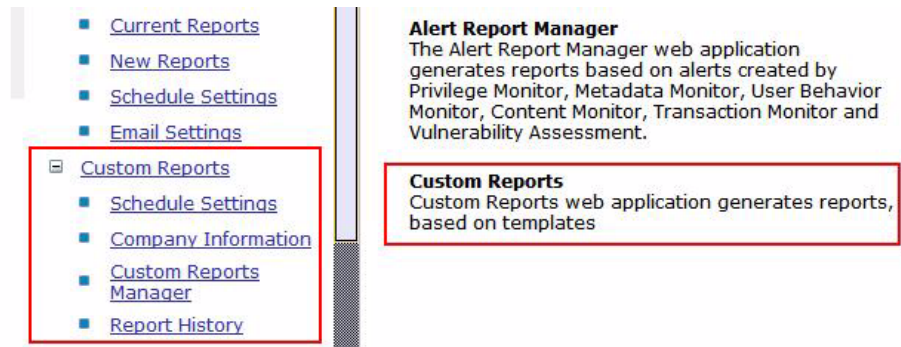 Current Reports
New Reports
Schedule Settings
Email Settings
Custom Reports
Schedule Settings
Company Information
Custom Reports
Manager
Report History
Alert Report Manager
The Alert Report Manager web application
generates reports based on alerts created by
Privilege Monitor, Metadata Monitor, User Behavior
Monitor, Content Monitor, Transaction Monitor and
Vulnerability Assessment.
Custom Reports
Custom Reports web application generates reports,
based on templates